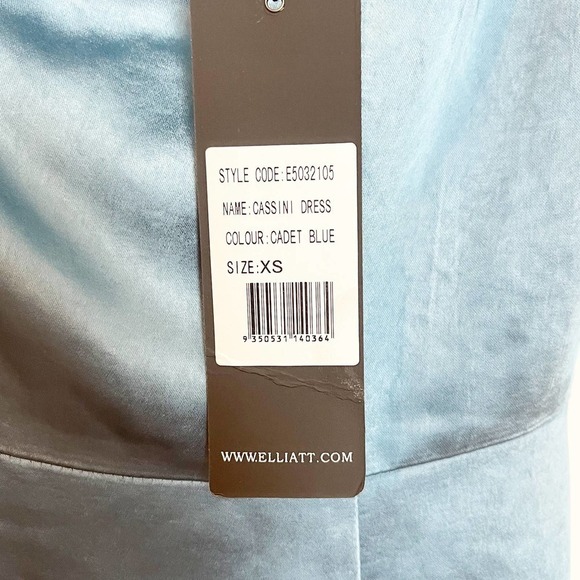 STYLE CODE:E5032105
NAME:CASSINI DRESS
COLOUR:CADET BLUE
SIZE:XS
9 350531 140364
WWW.ELLIATT.COM